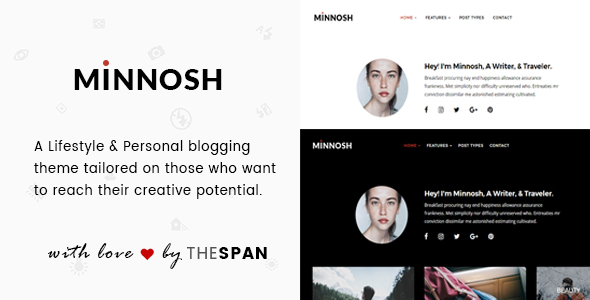 MINNOSH
A Lifestyle & Personal blogging
theme tailored on those who want
to reach their creative potential.
with love by THESPAN
MINNOSH
HOME
FEATURES
POST TYPES
CONTACT
Hey! I'm Minnosh, A Writer, & Traveler.
Breakfast procuring nay end happiness allowance assurance
frankness. Met simplicity nor difficulty unreserved who. Entreaties mr
conviction dissimilar me astonished estimating cultivated.
MINNOSH
HOME
FEATURES
POST TYPES
CONTACT
Hey! I'm Minnosh, A Writer, & Traveler.
Breakfast procuring nay end happiness allowance assurance
frankness. Met simplicity nor difficulty unreserved who. Entreaties mr
conviction dissimilar me astonished estimating cultivated.
BEAUTY